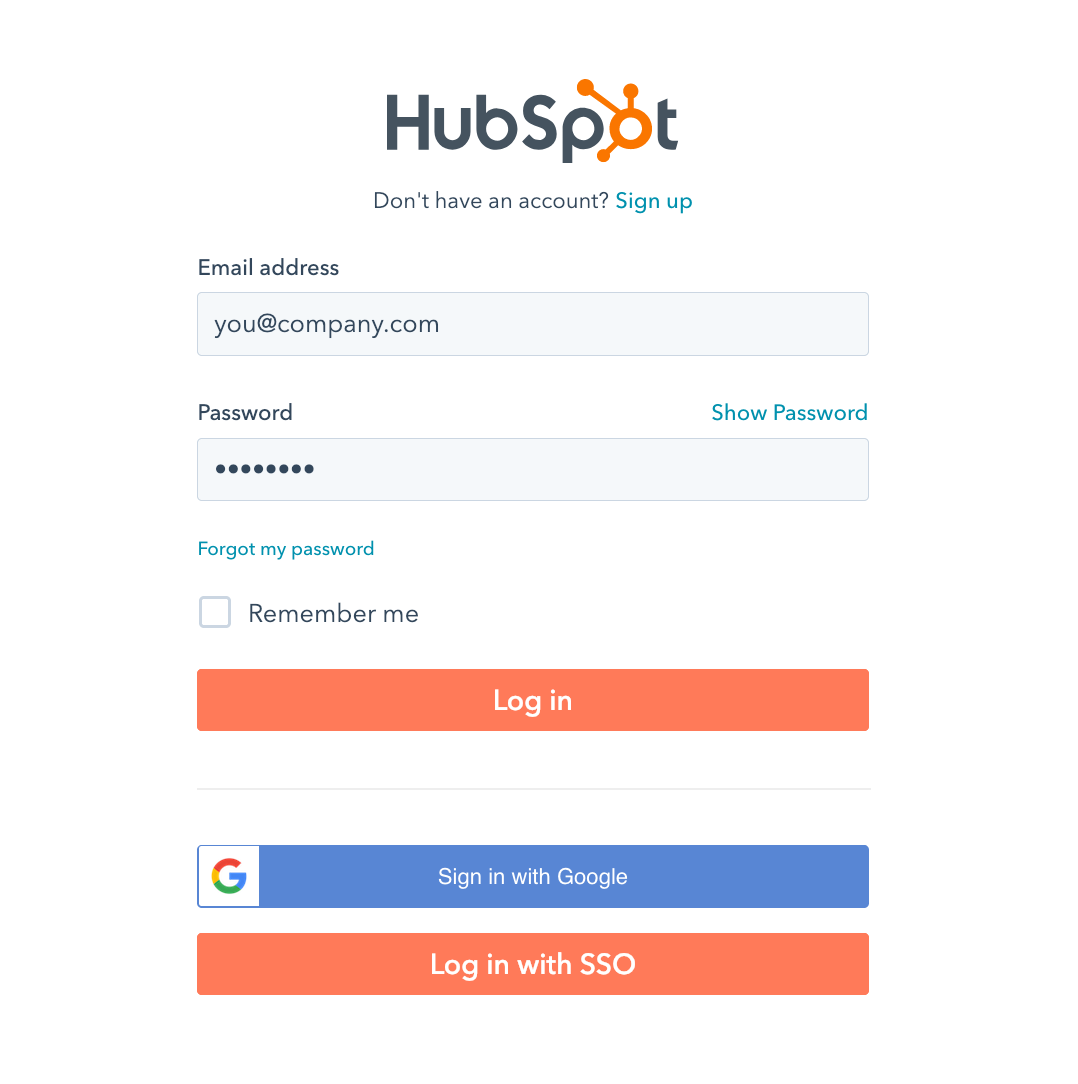 HubSpot
Don't have an account? Sign up
Email address
you@company.com
Password Show Password
••••••••
Forgot my password
Remember me
Log in
Sign in with Google
Log in with SSO